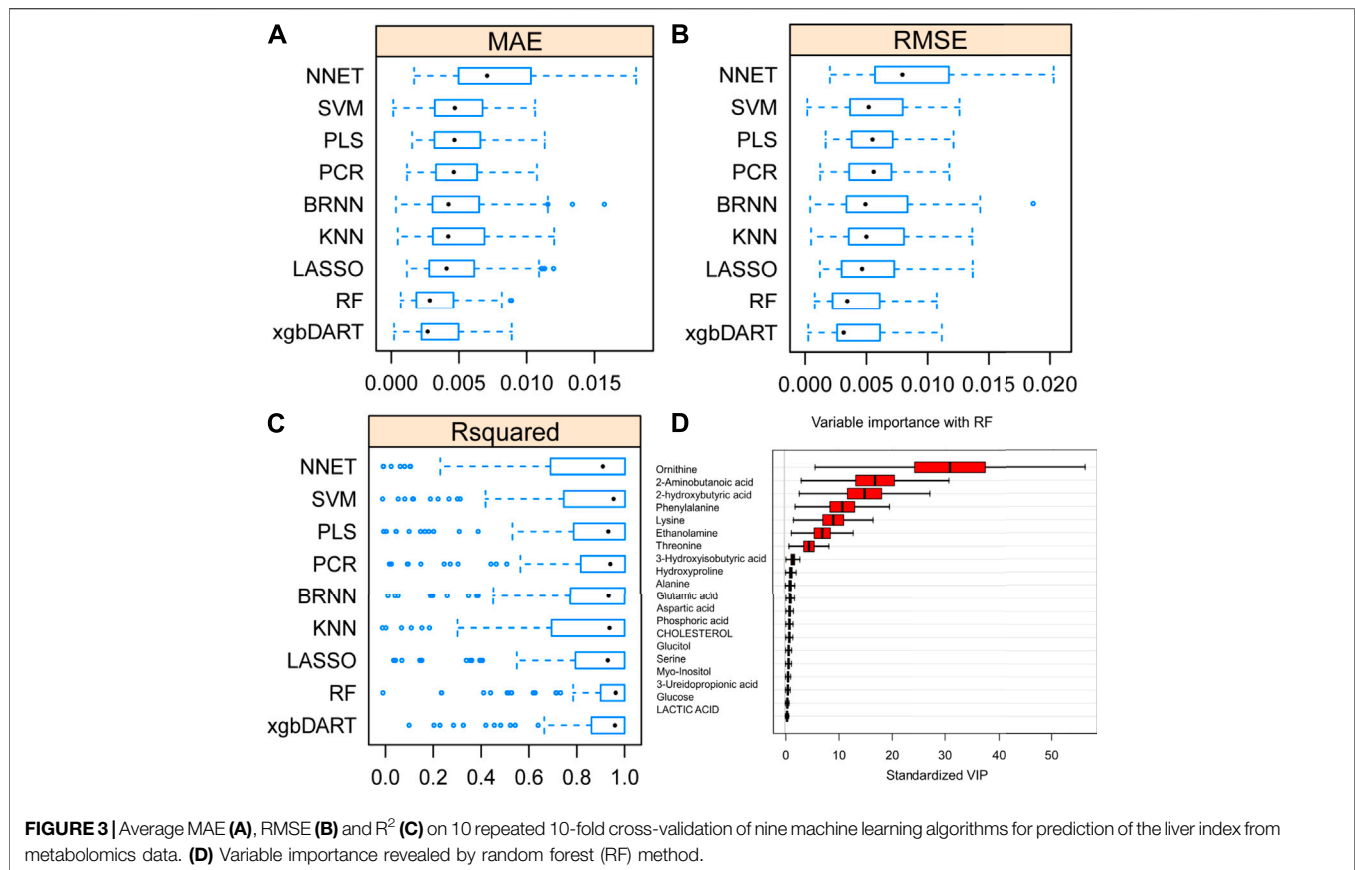 A
MAE
NNET
SVM
PLS
PCR
BRNN
KNN
LASSO
RF
xgbDART
0.000 0.005 0.010 0.015
B
RMSE
NNET
SVM
PLS
PCR
BRNN
KNN
LASSO
RF
xgbDART
0.000 0.005 0.010 0.015 0.020
C
Rsquared
NNET
SVM
PLS
PCR
BRNN
KNN
LASSO
RF
xgbDART
0.0 0.2 0.4 0.6 0.8 1.0
D
Variable importance with RF
Ornithine
2-Aminobutanoic acid
2-hydroxybutyric acid
Phenylalanine
Lysine
Ethanolamine
Threonine
3-Hydroxyisobutyric acid
Hydroxyproline
Alanine
Glutamic acid
Aspartic acid
Phosphoric acid
CHOLESTEROL
Glucitol
Serine
Myo-Inositol
3-Ureidopropionic acid
Glucose
LACTIC ACID
0 10 20 30 40 50
Standardized VIP
FIGURE 3 | Average MAE (A), RMSE (B) and R² (C) on 10 repeated 10-fold cross-validation of nine machine learning algorithms for prediction of the liver index from
metabolomics data. (D) Variable importance revealed by random forest (RF) method.